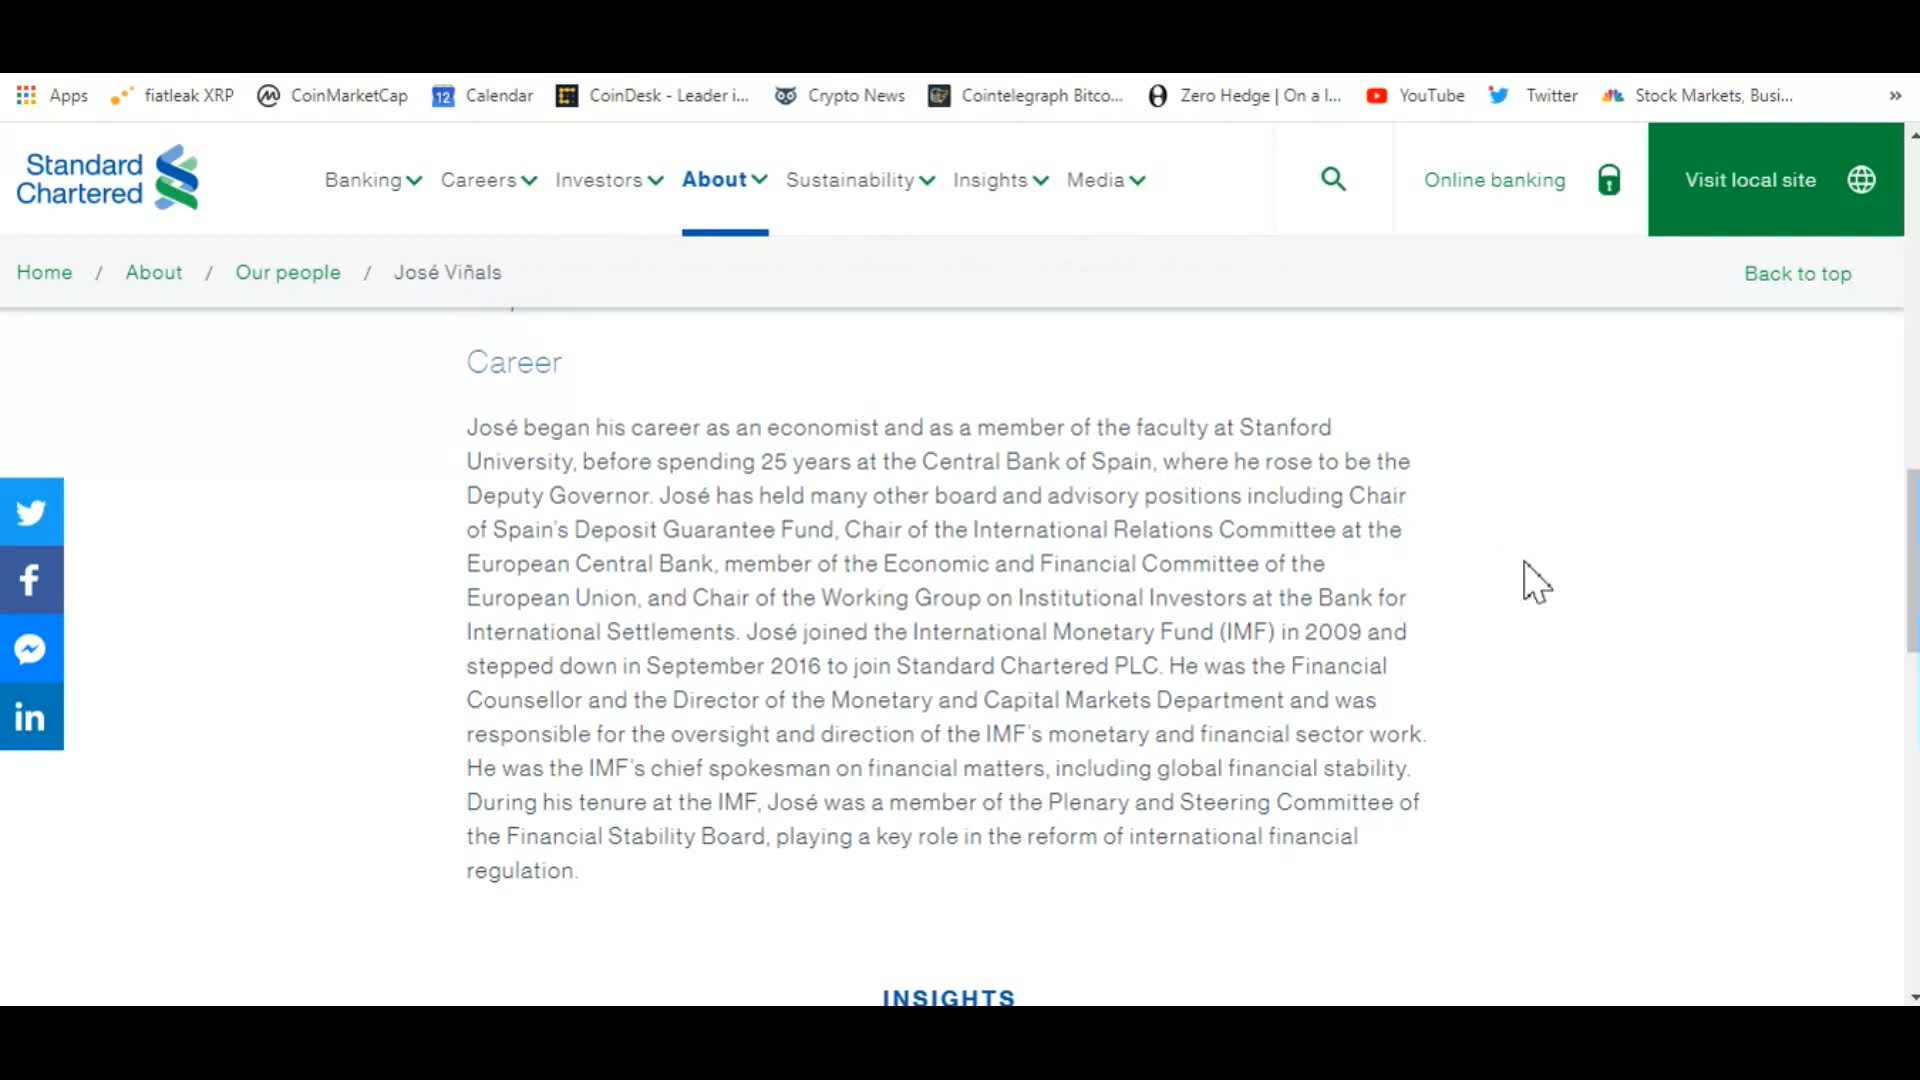 Apps fiatleak XRP CoinMarketCap 12 Calendar CoinDesk - Leader i... Crypto News Cointelegraph Bitco... Zero Hedge | On a l... YouTube Twitter Stock Markets, Busi... »
Standard
Chartered
Banking Careers Investors About Sustainability Insights Media Online banking Visit local site
Home / About / Our people / José Viñals Back to top
Career
José began his career as an economist and as a member of the faculty at Stanford
University, before spending 25 years at the Central Bank of Spain, where he rose to be the
Deputy Governor. José has held many other board and advisory positions including Chair
of Spain's Deposit Guarantee Fund, Chair of the International Relations Committee at the
European Central Bank, member of the Economic and Financial Committee of the
European Union, and Chair of the Working Group on Institutional Investors at the Bank for
International Settlements. José joined the International Monetary Fund (IMF) in 2009 and
stepped down in September 2016 to join Standard Chartered PLC. He was the Financial
Counsellor and the Director of the Monetary and Capital Markets Department and was
responsible for the oversight and direction of the IMF's monetary and financial sector work.
He was the IMF's chief spokesman on financial matters, including global financial stability.
During his tenure at the IMF, José was a member of the Plenary and Steering Committee of
the Financial Stability Board, playing a key role in the reform of international financial
regulation.
INSIGHTS